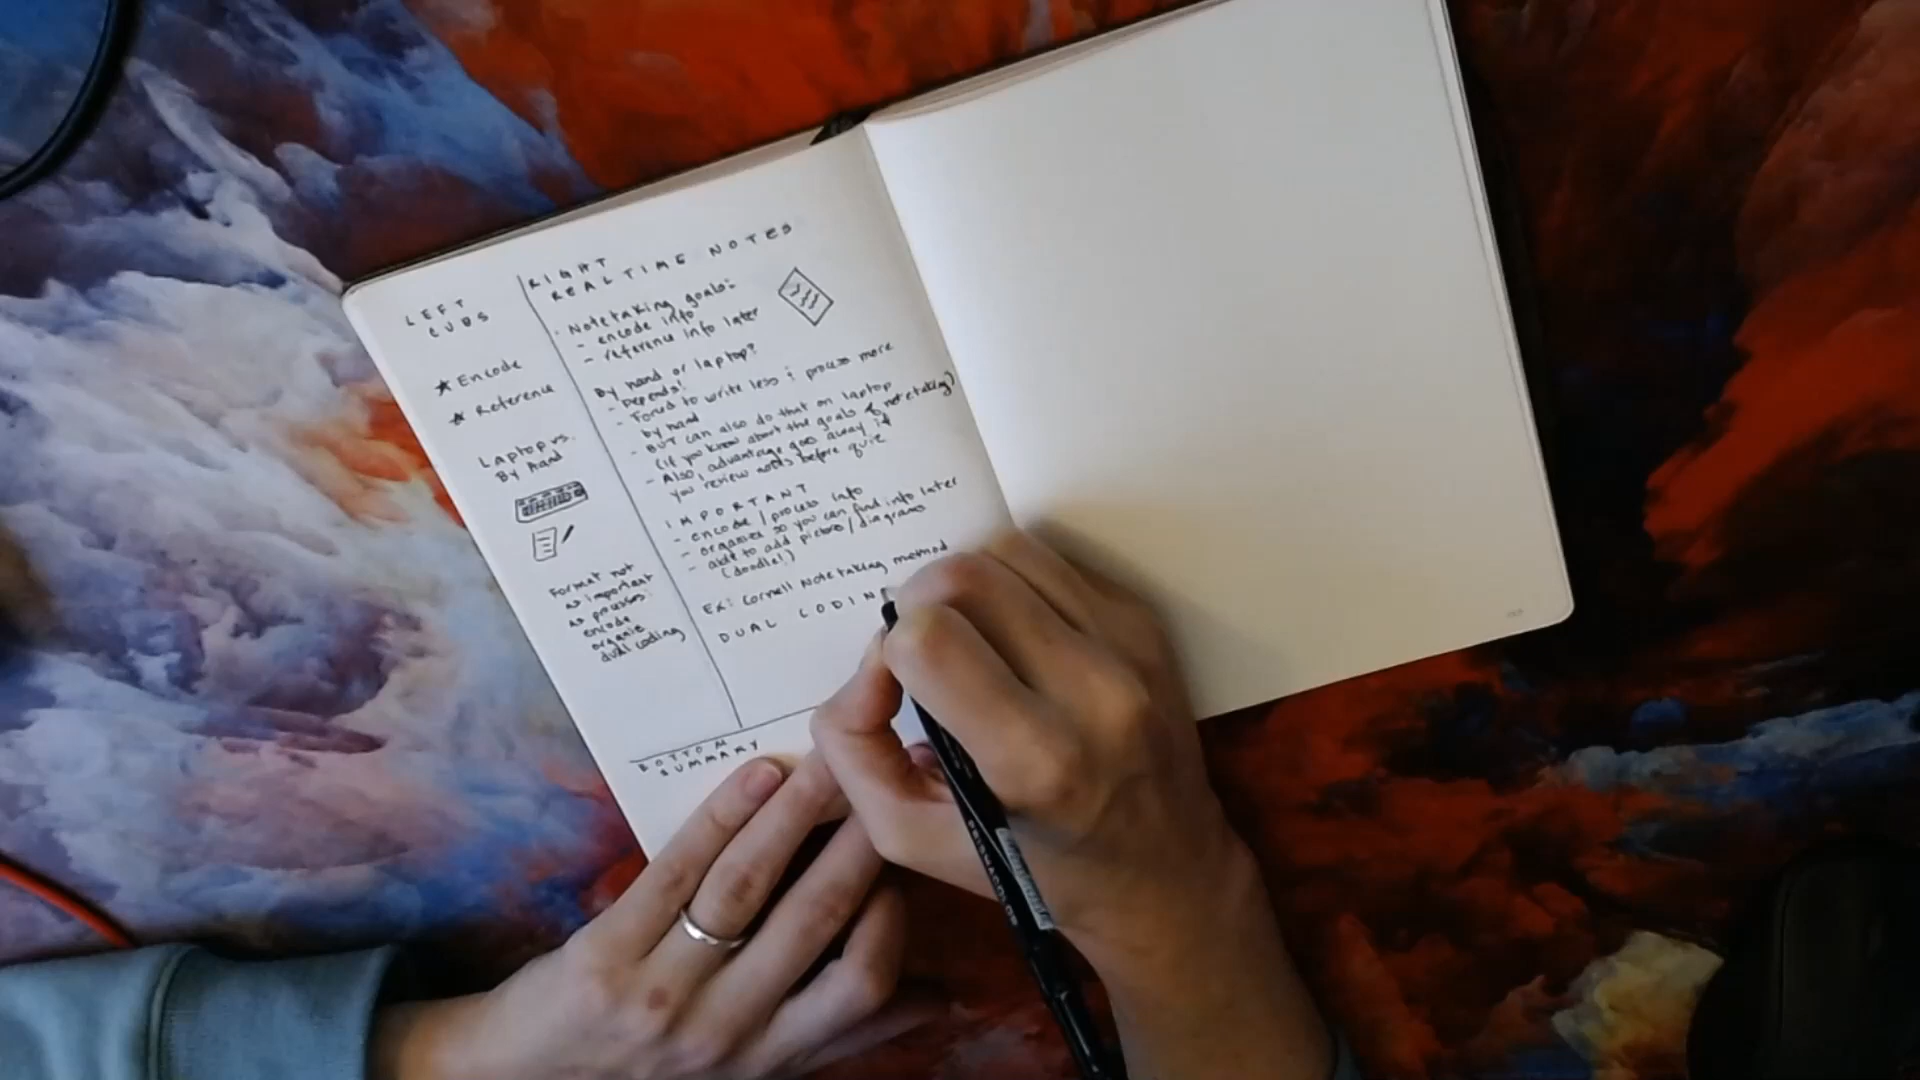 LEFT
CUES
★ Encode
★ Reference
Laptop vs.
By Hand
Format not
as important
as processes:
encode
organize
dual coding
RIGHT
REALTIME NOTES
· Notetaking goals:
- encode info
- reference info later
By hand or laptop?
- Depends!
- Forced to write less & process more
by hand
- BUT can also do that on laptop
(if you know about the goals of notetaking)
- Also, advantage goes away if
you review notes before quiz
IMPORTANT
- encode / process info
- organize so you can find info later
- able to add pictures / diagrams
(doodle!)
Ex: Cornell Notetaking method
DUAL CODIN
BOTTOM
SUMMARY
PRISMACOLOR